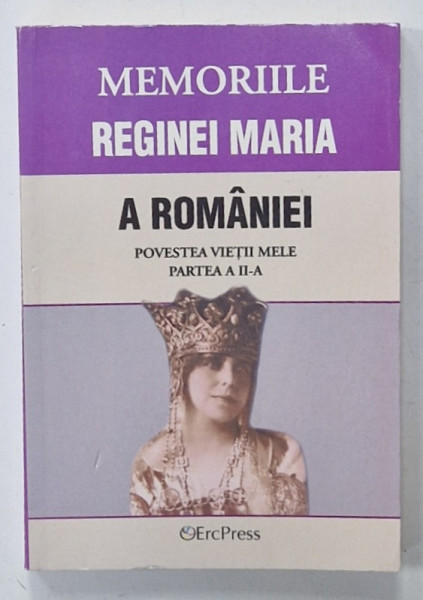 MEMORIILE
REGINEI MARIA
A ROMÂNIEI
POVESTEA VIEȚII MELE
PARTEA A II-A
ErcPress